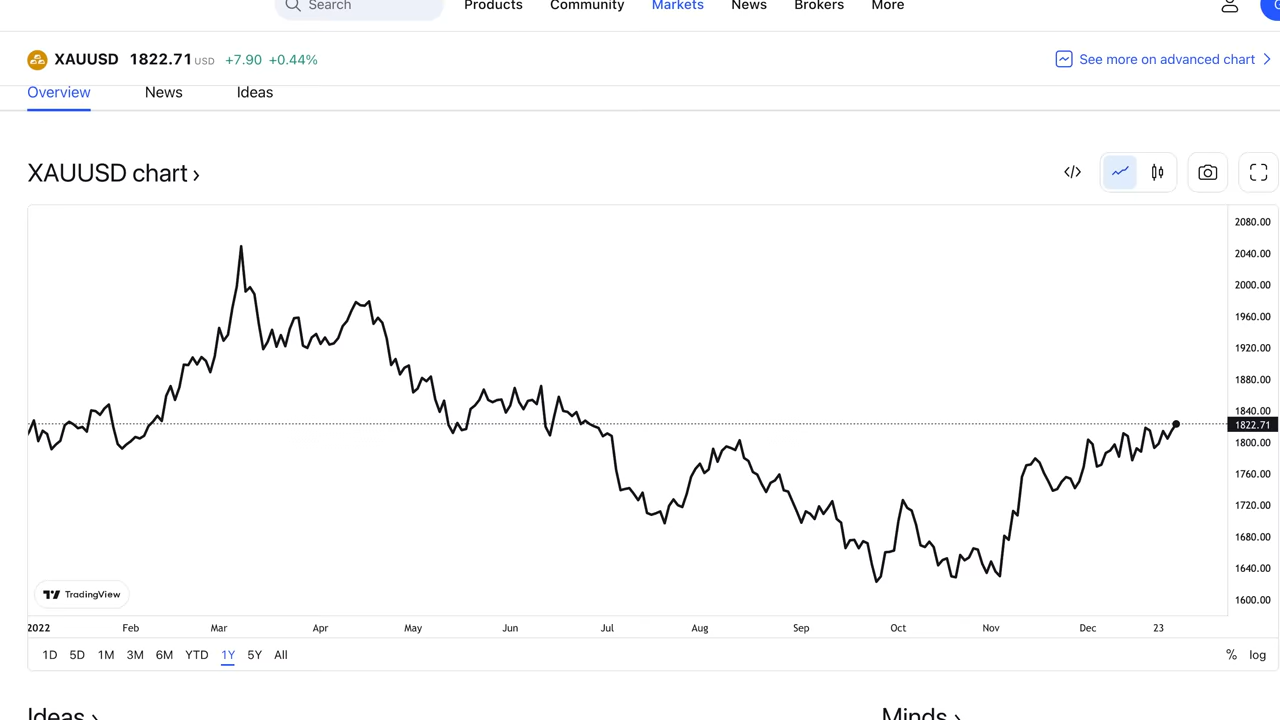 Search Products Community Markets News Brokers More
XAUUSD 1822.71 USD +7.90 +0.44% See more on advanced chart
Overview News Ideas
XAUUSD chart ›
2080.00
2040.00
2000.00
1960.00
1920.00
1880.00
1840.00
1822.71
1800.00
1760.00
1720.00
1680.00
1640.00
1600.00
TradingView
2022 Feb Mar Apr May Jun Jul Aug Sep Oct Nov Dec 23
1D 5D 1M 3M 6M YTD 1Y 5Y All % log
Ideas › Minds ›